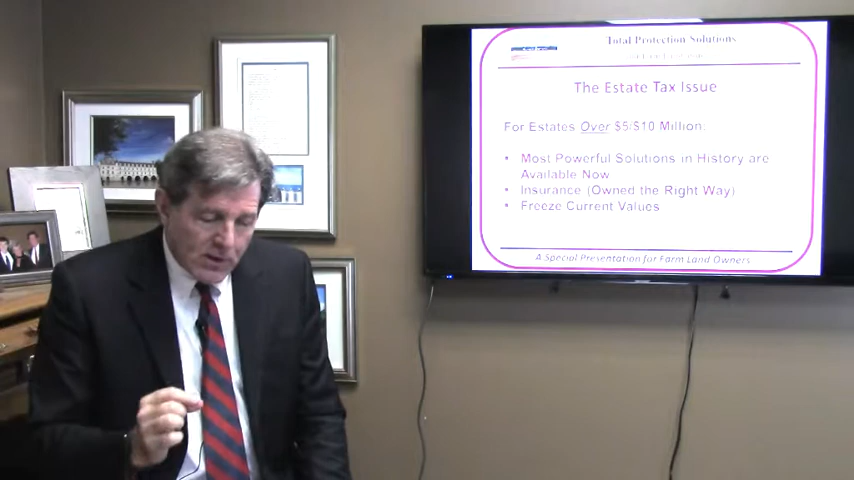 Total Protection Solutions
The Estate Tax Issue
For Estates Over $5/$10 Million:
• Most Powerful Solutions in History are
Available Now
• Insurance (Owned the Right Way)
• Freeze Current Values
A Special Presentation for Farm Land Owners